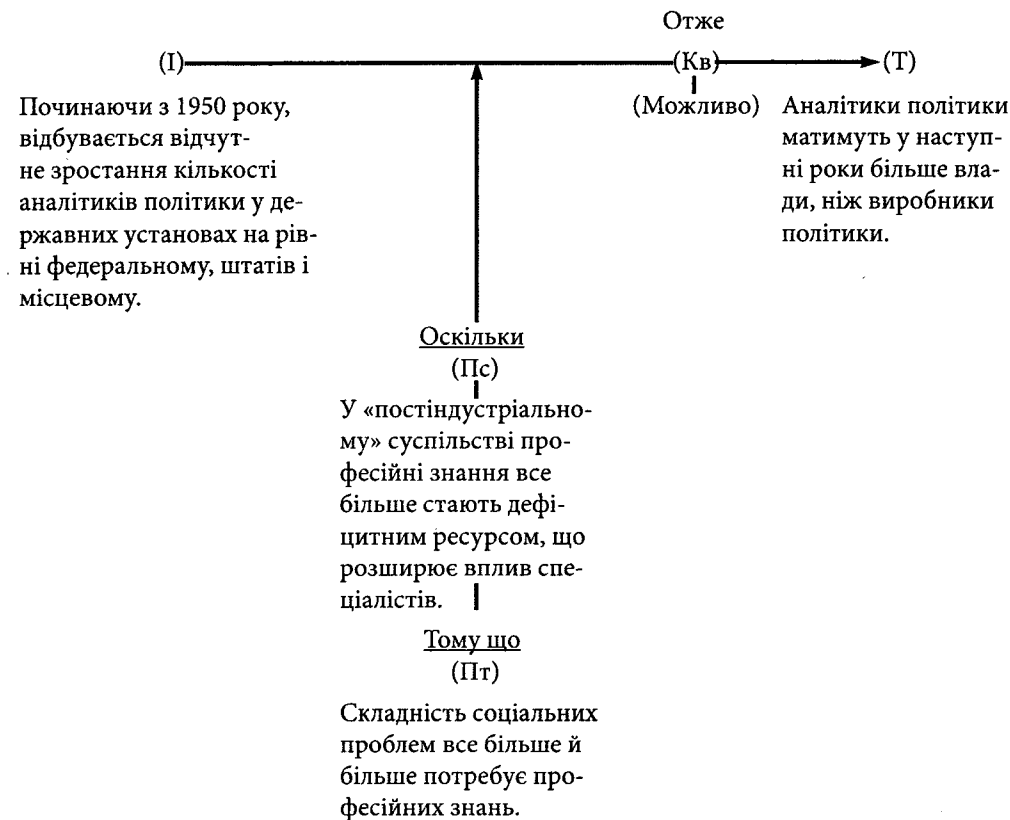 Отже
(І) (Кв) (Т)
(Можливо)
Починаючи з 1950 року,
відбувається відчут-
не зростання кількості
аналітиків політики у де-
ржавних установах на рів-
ні федеральному, штатів і
місцевому.
Аналітики політики
матимуть у наступ-
ні роки більше вла-
ди, ніж виробники
політики.
Оскільки
(Пс)
У «постіндустріально-
му» суспільстві про-
фесійні знання все
більше стають дефі-
цитним ресурсом, що
розширює вплив спе-
ціалістів.
Тому що
(Пт)
Складність соціальних
проблем все більше й
більше потребує про-
фесійних знань.